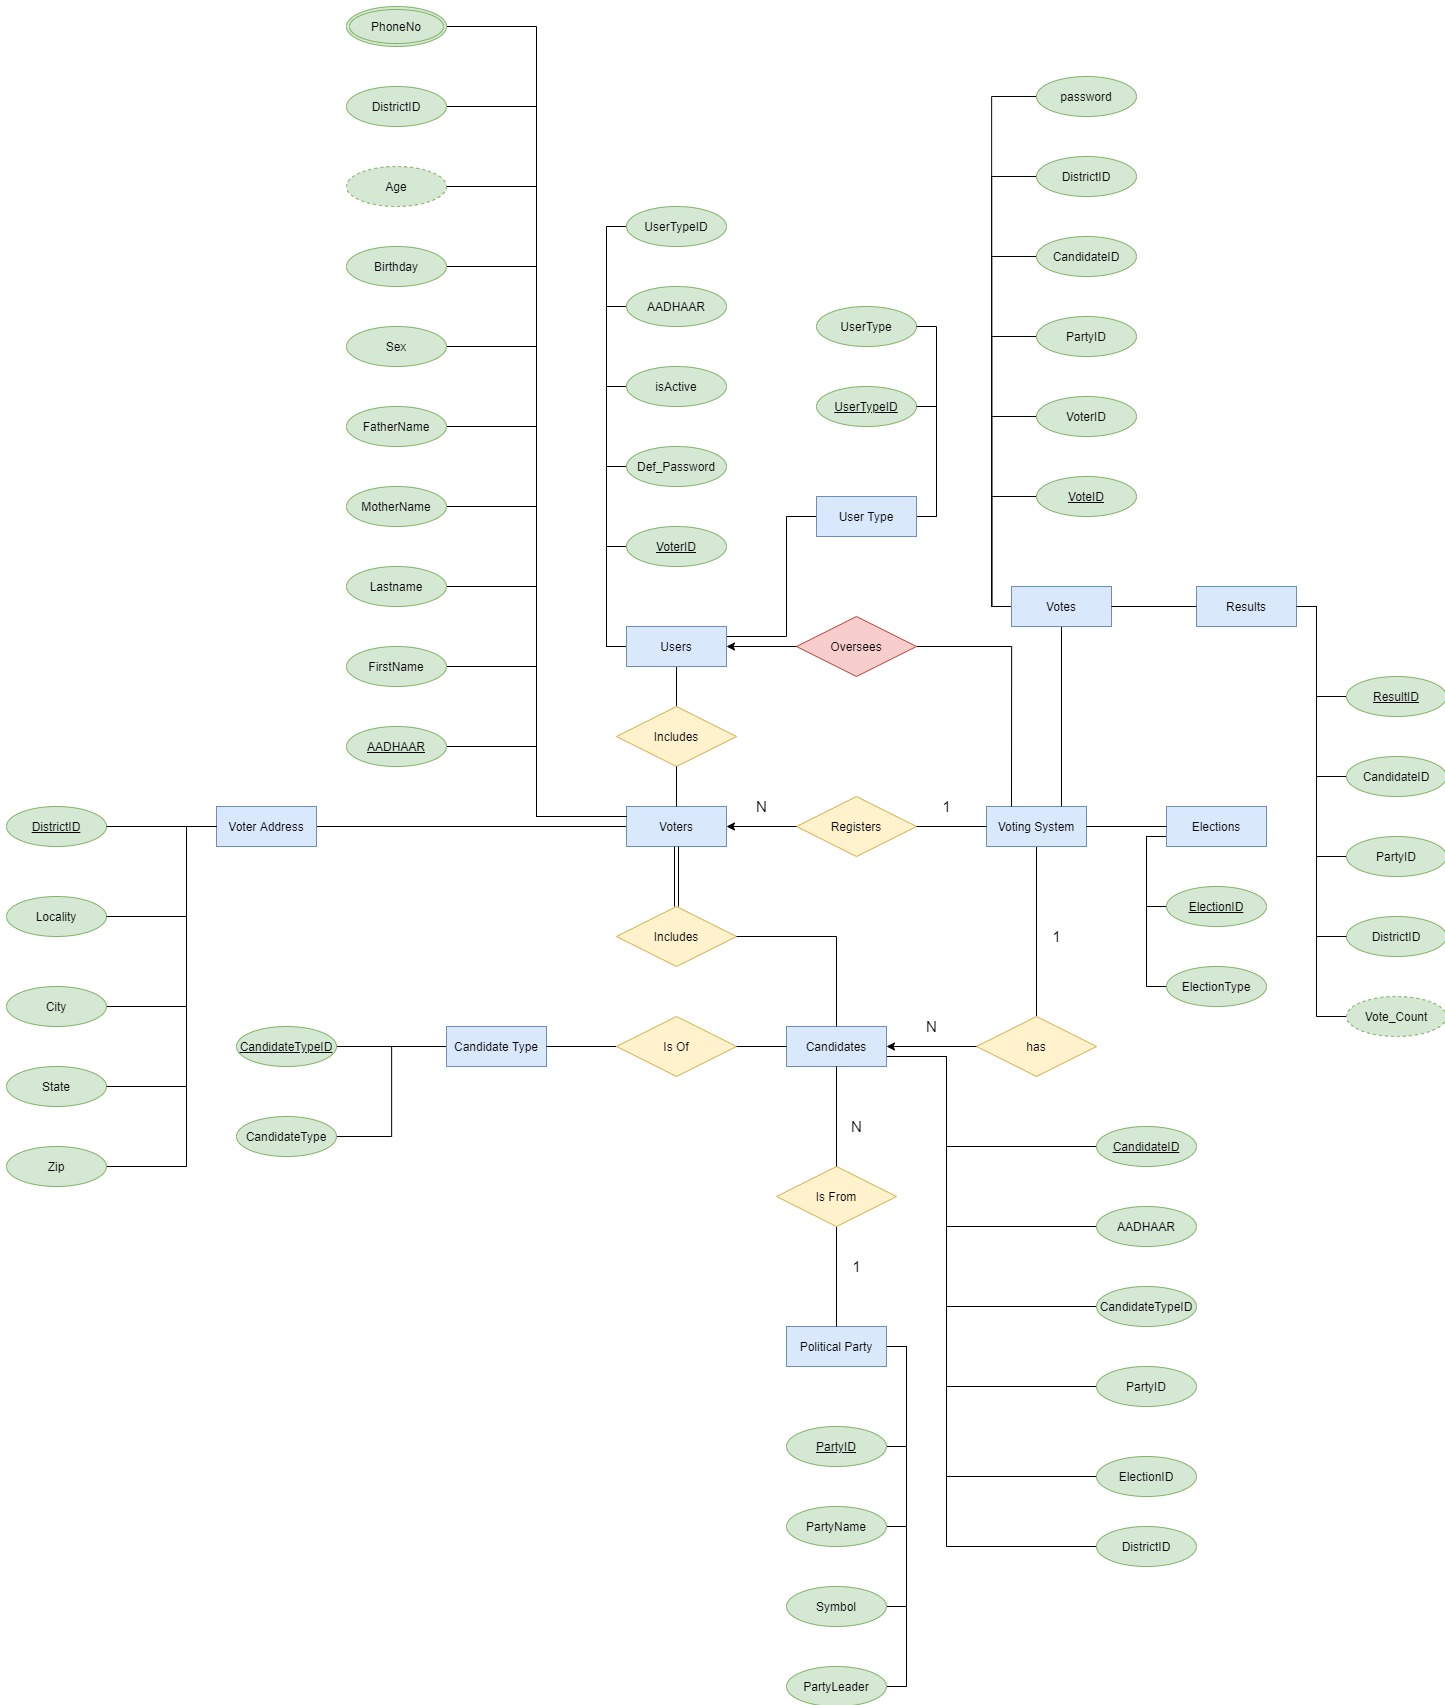 PhoneNo
DistrictID
Age
Birthday
Sex
FatherName
MotherName
Lastname
FirstName
AADHAAR
UserTypeID
AADHAAR
isActive
Def_Password
VoterID
UserType
UserTypeID
User Type
password
DistrictID
CandidateID
PartyID
VoterID
VoteID
Votes
Results
Users
Oversees
Includes
ResultID
CandidateID
PartyID
DistrictID
Vote_Count
DistrictID
Voter Address
Voters
N
Registers
1
Voting System
Elections
Locality
City
State
Zip
ElectionID
ElectionType
Includes
1
CandidateTypeID
Candidate Type
Is Of
Candidates
N
has
CandidateType
N
Is From
1
Political Party
CandidateID
AADHAAR
CandidateTypeID
PartyID
ElectionID
DistrictID
PartyID
PartyName
Symbol
PartyLeader